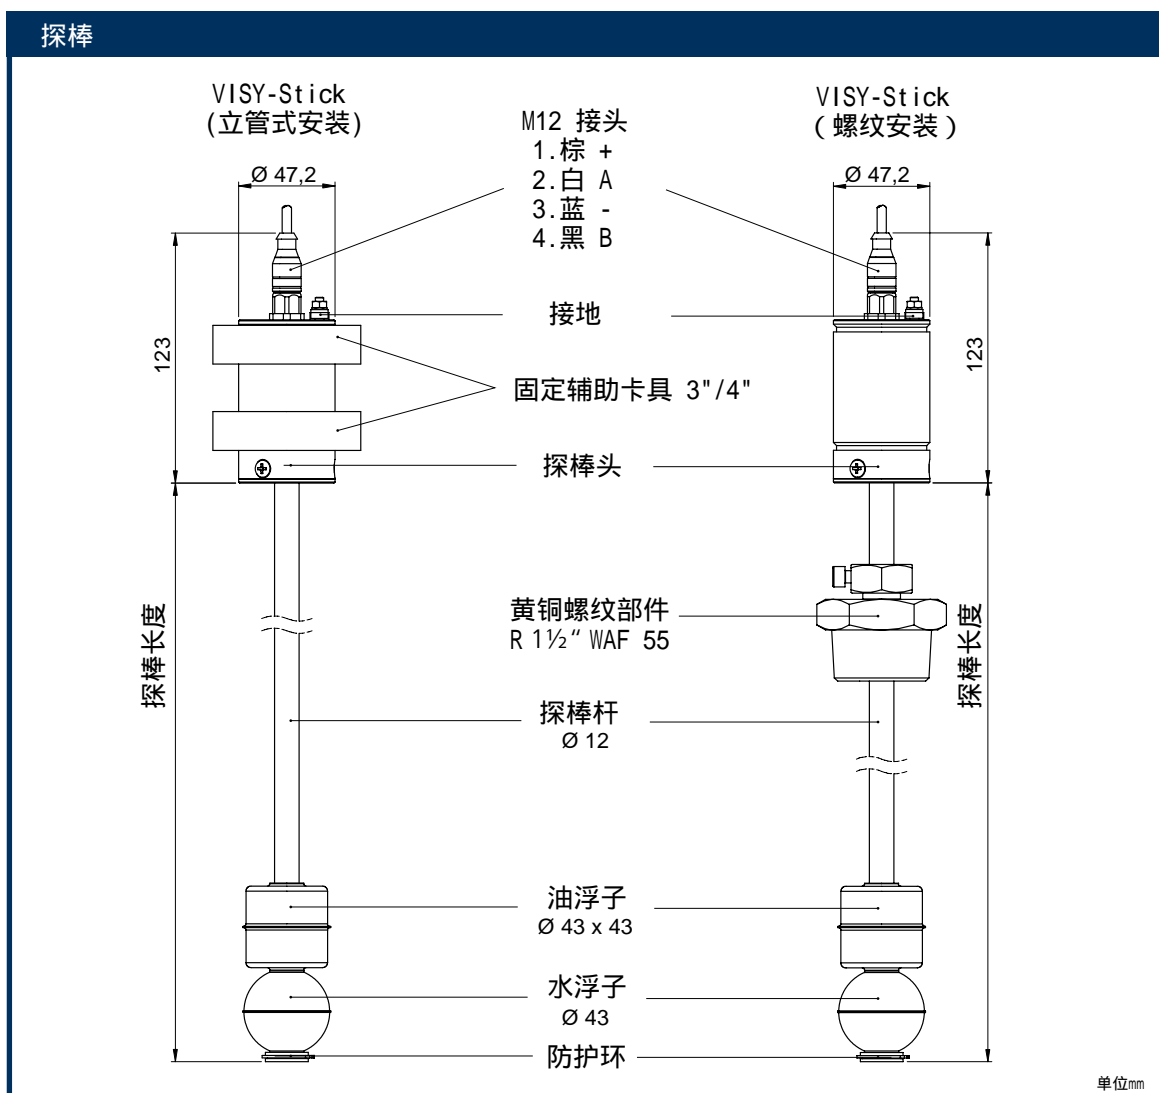 探棒
VISY-Stick
(立管式安装)
M12 接头
1.棕 +
2.白 A
3.蓝 -
4.黑 B
VISY-Stick
（螺纹安装）
Ø 47,2
Ø 47,2
接地
123
123
固定辅助卡具 3"/4"
探棒头
黄铜螺纹部件
R 1½“ WAF 55
探棒长度
探棒长度
探棒杆
Ø 12
油浮子
Ø 43 x 43
水浮子
Ø 43
防护环
单位mm